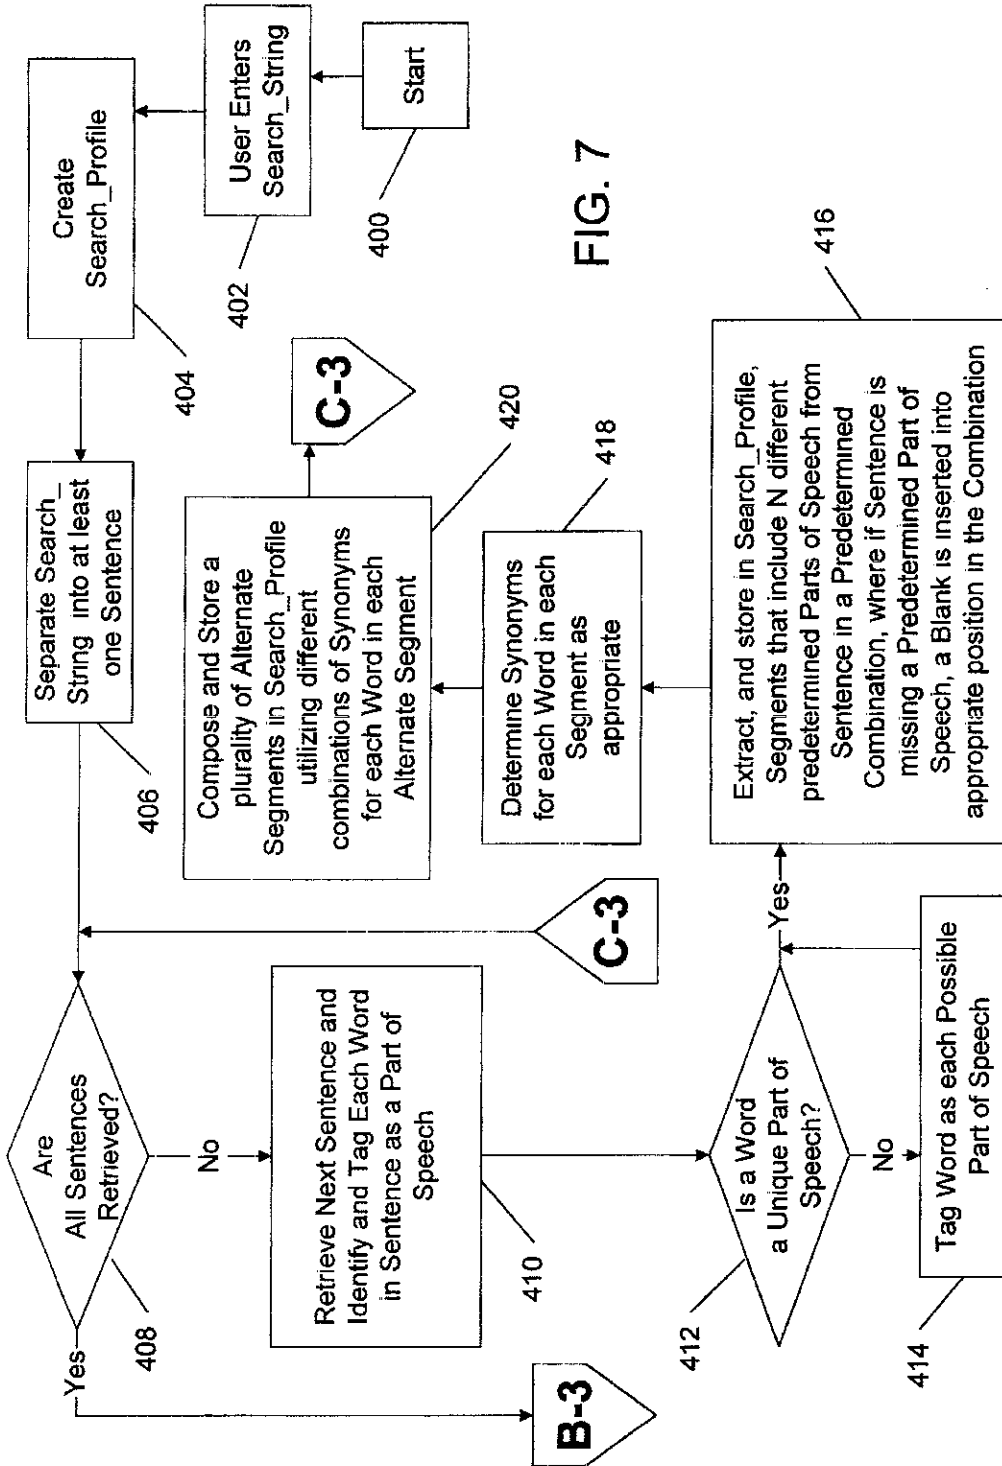 FIG. 7
Start
400
User Enters
Search_String
402
Create
Search_Profile
404
Separate Search_
String into at least
one Sentence
406
Are
All Sentences
Retrieved?
408
Yes
B-3
No
Retrieve Next Sentence and
Identify and Tag Each Word
in Sentence as a Part of
Speech
410
Is a Word
a Unique Part of
Speech?
412
No
Tag Word as each Possible
Part of Speech
414
Yes
Extract, and store in Search_Profile,
Segments that include N different
predetermined Parts of Speech from
Sentence in a Predetermined
Combination, where if Sentence is
missing a Predetermined Part of
Speech, a Blank is inserted into
appropriate position in the Combination
416
Determine Synonyms
for each Word in each
Segment as
appropriate
418
Compose and Store a
plurality of Alternate
Segments in Search_Profile
utilizing different
combinations of Synonyms
for each Word in each
Alternate Segment
420
C-3
C-3